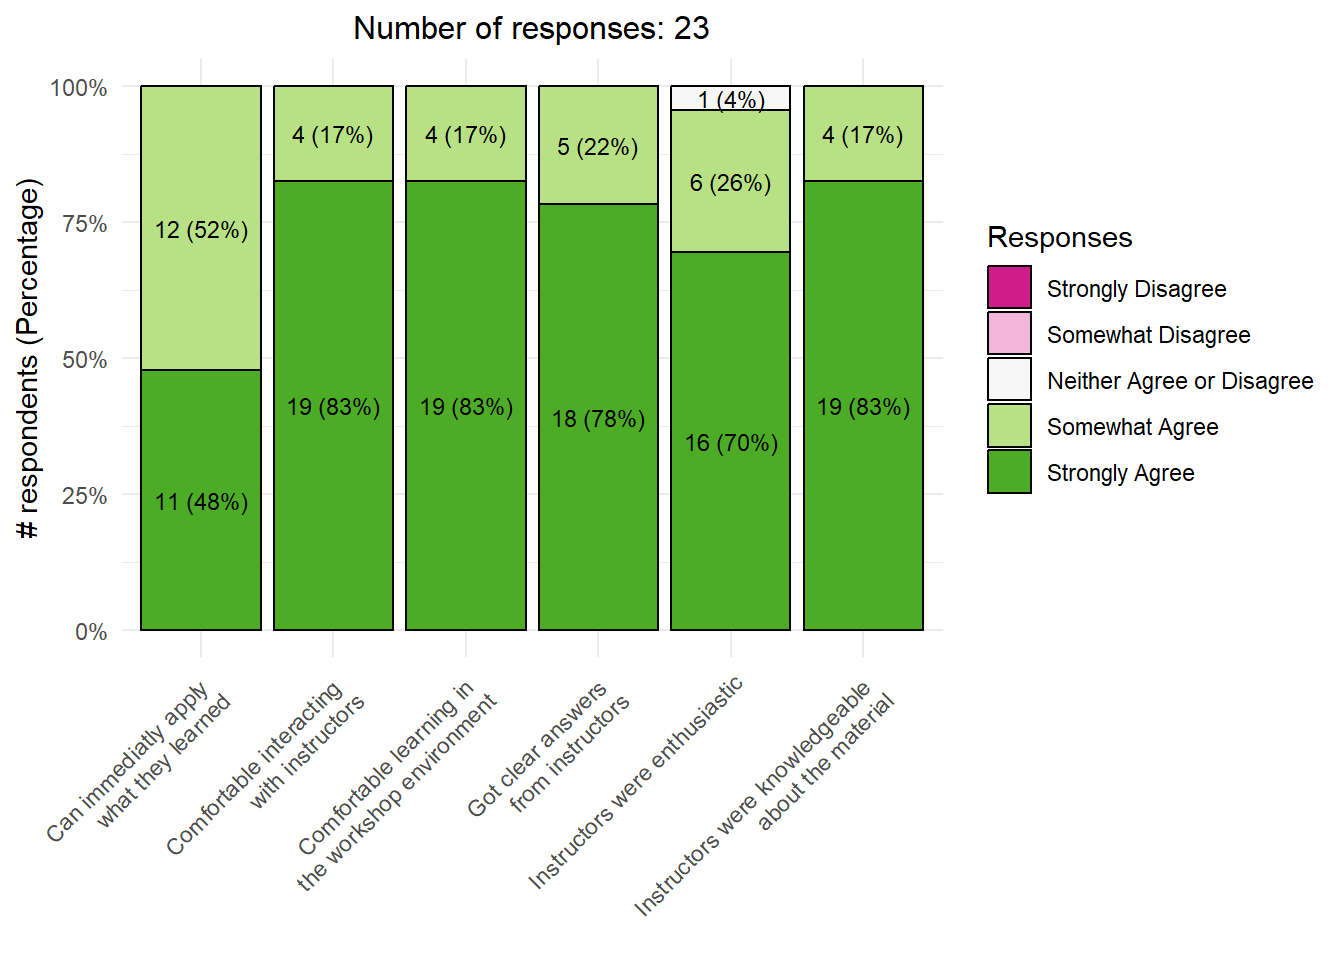 Number of responses: 23
# respondents (Percentage)
100%
75%
50%
25%
0%
12 (52%)
11 (48%)
4 (17%)
19 (83%)
4 (17%)
19 (83%)
5 (22%)
18 (78%)
1 (4%)
6 (26%)
16 (70%)
4 (17%)
19 (83%)
Can immediatly apply
what they learned
Comfortable interacting
with instructors
Comfortable learning in
the workshop environment
Got clear answers
from instructors
Instructors were enthusiastic
Instructors were knowledgeable
about the material
Responses
Strongly Disagree
Somewhat Disagree
Neither Agree or Disagree
Somewhat Agree
Strongly Agree